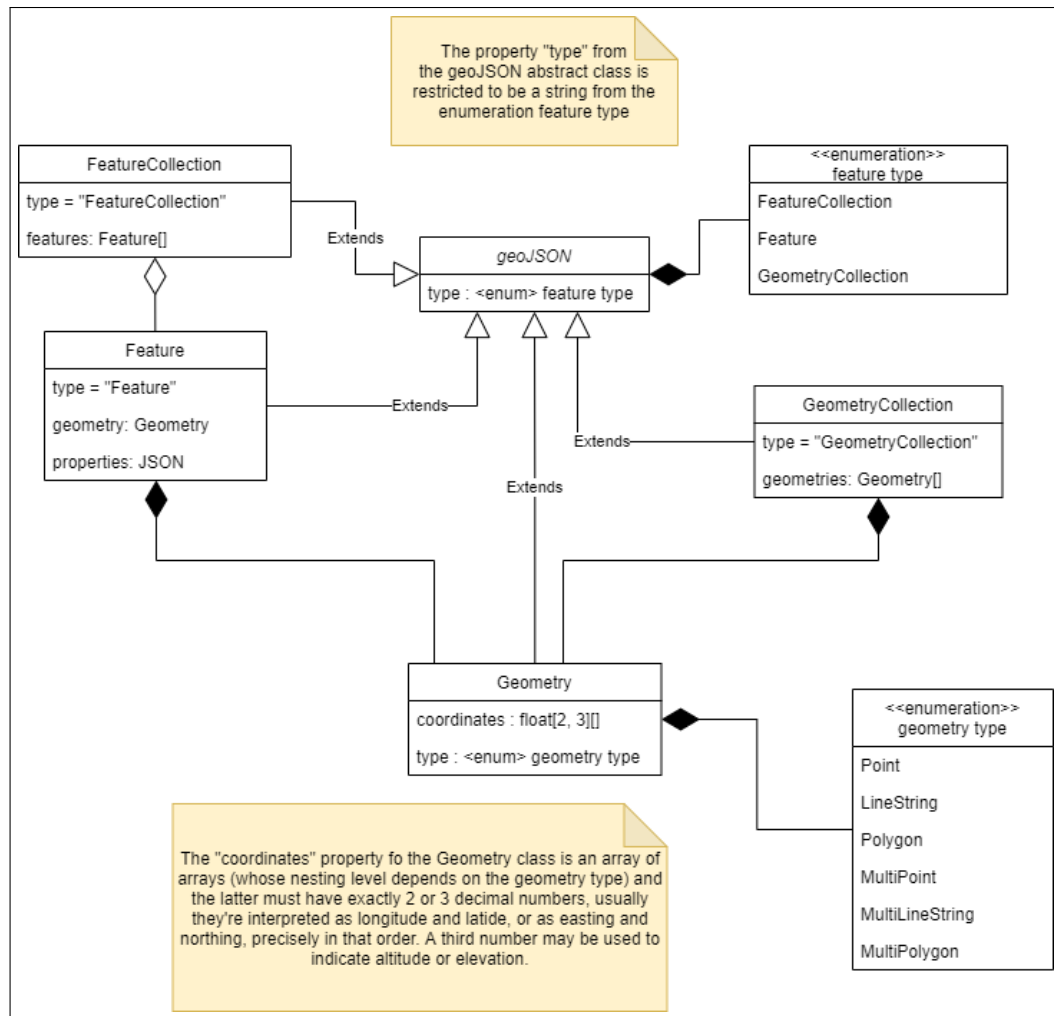 The property "type" from
the geoJSON abstract class is
restricted to be a string from the
enumeration feature type
FeatureCollection
type = "FeatureCollection"
features: Feature[]
<<enumeration>>
feature type
FeatureCollection
Feature
GeometryCollection
Extends
geoJSON
type : <enum> feature type
Feature
type = "Feature"
geometry: Geometry
properties: JSON
Extends
GeometryCollection
type = "GeometryCollection"
geometries: Geometry[]
Extends
Extends
Geometry
coordinates : float[2, 3][]
type : <enum> geometry type
<<enumeration>>
geometry type
Point
LineString
Polygon
MultiPoint
MultiLineString
MultiPolygon
The "coordinates" property fo the Geometry class is an array of
arrays (whose nesting level depends on the geometry type) and
the latter must have exactly 2 or 3 decimal numbers, usually
they're interpreted as longitude and latide, or as easting and
northing, precisely in that order. A third number may be used to
indicate altitude or elevation.